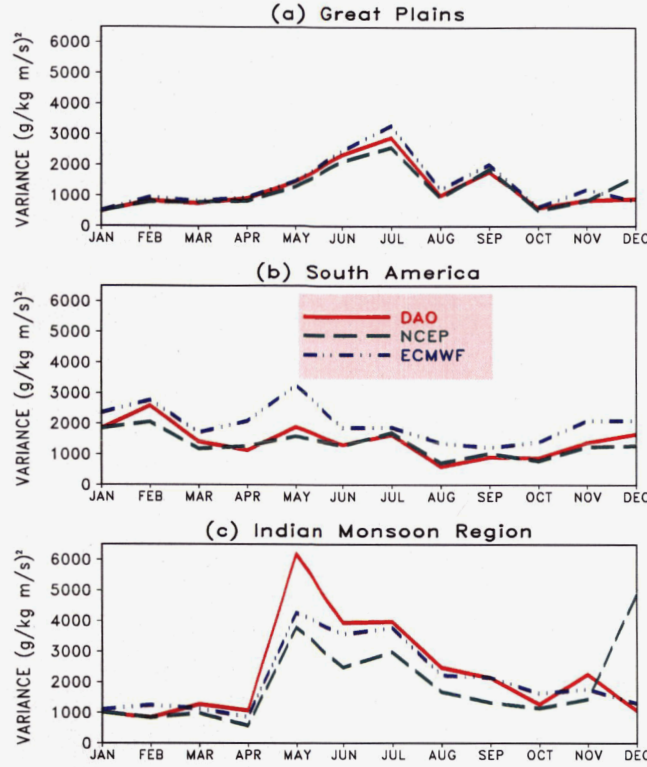 (a) Great Plains
VARIANCE (g/kg m/s)²
6000
5000
4000
3000
2000
1000
0
JAN FEB MAR APR MAY JUN JUL AUG SEP OCT NOV DEC
(b) South America
VARIANCE (g/kg m/s)²
6000
5000
4000
3000
2000
1000
0
DAO
NCEP
ECMWF
JAN FEB MAR APR MAY JUN JUL AUG SEP OCT NOV DEC
(c) Indian Monsoon Region
VARIANCE (g/kg m/s)²
6000
5000
4000
3000
2000
1000
0
JAN FEB MAR APR MAY JUN JUL AUG SEP OCT NOV DEC